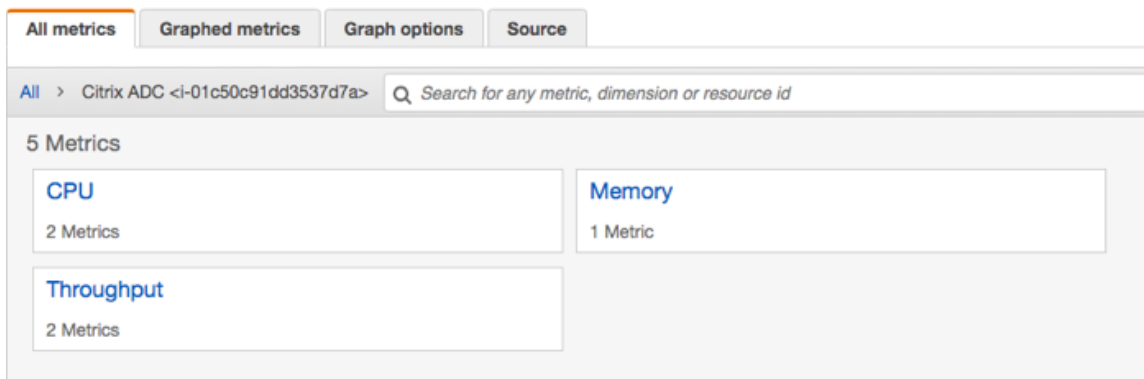 All metrics Graphed metrics Graph options Source
All > Citrix ADC <i-01c50c91dd3537d7a> Search for any metric, dimension or resource id
5 Metrics
CPU Memory
2 Metrics 1 Metric
Throughput
2 Metrics